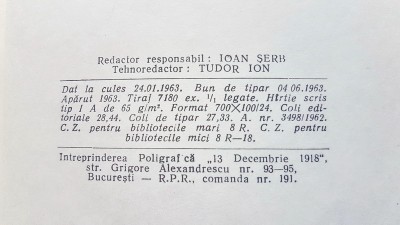 Redactor responsabil: IOAN ȘERB
Tehnoredactor: TUDOR ION
Dat la cules 24.01.1963. Bun de tipar 04.06.1963.
Apărut 1963. Tiraj 7180 ex. 1/1 legate. Hîrtie scris
tip I A de 65 g/m². Format 700×100/24. Coli edi-
toriale 28,44. Coli de tipar 27,33. A. nr. 3498/1962.
C. Z. pentru bibliotecile mari 8 R. C. Z. pentru
bibliotecile mici 8 R—18.
Intreprinderea Poligrafică „13 Decembrie 1918",
str. Grigore Alexandrescu nr. 93—95,
București — R.P.R., comanda nr. 191.